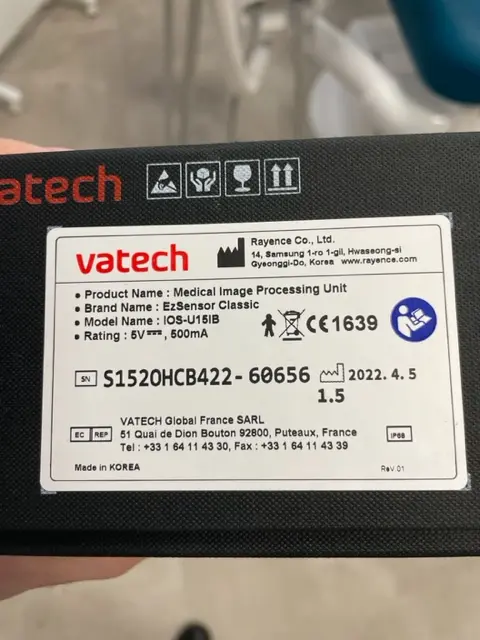 atech
vatech
Rayence Co., Ltd.
14, Samsung 1-ro 1-gil, Hwaseong-si
Gyeonggi-Do, Korea www.rayence.com
• Product Name : Medical Image Processing Unit
• Brand Name : EzSensor Classic
• Model Name : IOS-U15IB
• Rating : 5V ⎓, 500mA
CE1639
SN S1520HCB422-60656 2022. 4. 5
1.5
EC REP
VATECH Global France SARL
51 Quai de Dion Bouton 92800, Puteaux, France
Tel : +33 1 64 11 43 30, Fax : +33 1 64 11 43 39
IP68
Made in KOREA
Rev.01